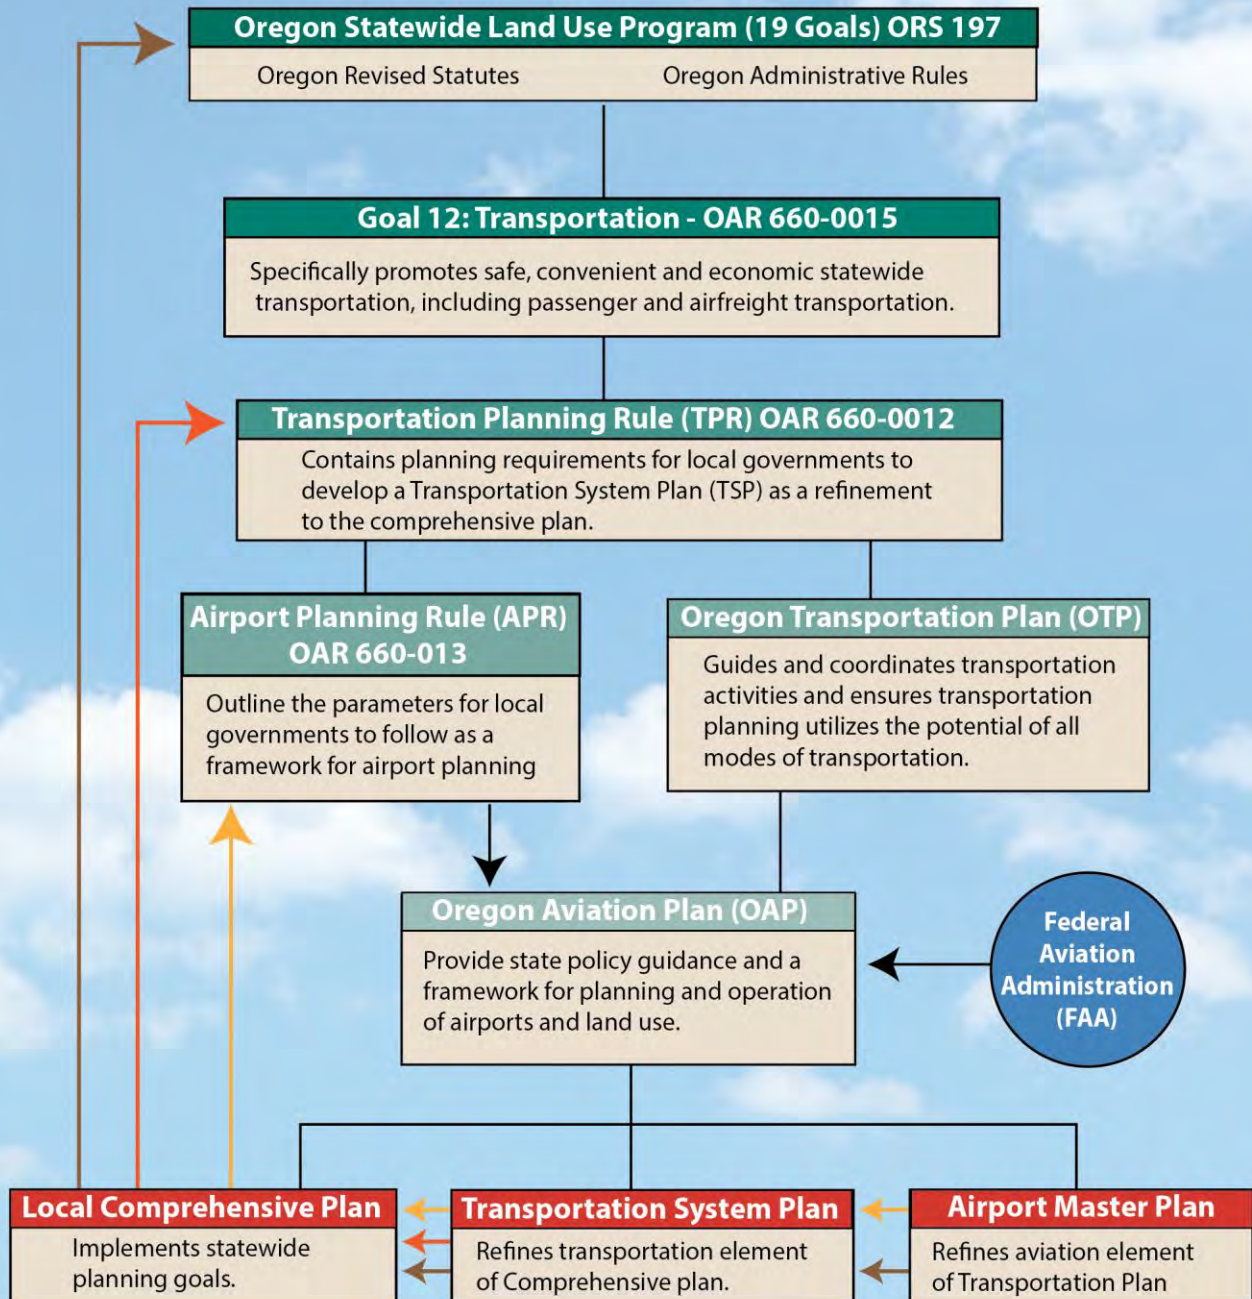 Oregon Statewide Land Use Program (19 Goals) ORS 197
Oregon Revised Statutes
Oregon Administrative Rules
Goal 12: Transportation - OAR 660-0015
Specifically promotes safe, convenient and economic statewide
transportation, including passenger and airfreight transportation.
Transportation Planning Rule (TPR) OAR 660-0012
Contains planning requirements for local governments to
develop a Transportation System Plan (TSP) as a refinement
to the comprehensive plan.
Airport Planning Rule (APR)
OAR 660-013
Outline the parameters for local
governments to follow as a
framework for airport planning
Oregon Transportation Plan (OTP)
Guides and coordinates transportation
activities and ensures transportation
planning utilizes the potential of all
modes of transportation.
Oregon Aviation Plan (OAP)
Provide state policy guidance and a
framework for planning and operation
of airports and land use.
Federal
Aviation
Administration
(FAA)
Local Comprehensive Plan
Implements statewide
planning goals.
Transportation System Plan
Refines transportation element
of Comprehensive plan.
Airport Master Plan
Refines aviation element
of Transportation Plan